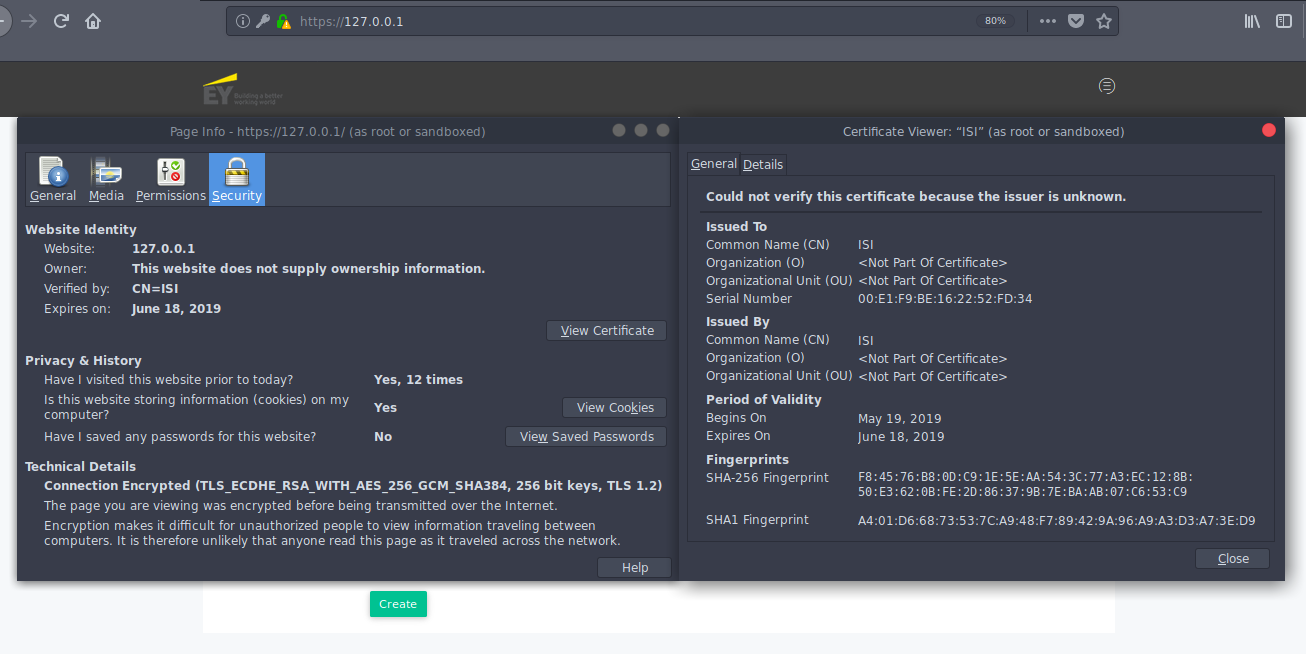 https://127.0.0.1
80%
EY
Building a better
working world
Page Info - https://127.0.0.1/ (as root or sandboxed)
General
Media
Permissions
Security
Website Identity
Website: 127.0.0.1
Owner: This website does not supply ownership information.
Verified by: CN=ISI
Expires on: June 18, 2019
View Certificate
Privacy & History
Have I visited this website prior to today? Yes, 12 times
Is this website storing information (cookies) on my
computer? Yes
View Cookies
Have I saved any passwords for this website? No
View Saved Passwords
Technical Details
Connection Encrypted (TLS_ECDHE_RSA_WITH_AES_256_GCM_SHA384, 256 bit keys, TLS 1.2)
The page you are viewing was encrypted before being transmitted over the Internet.
Encryption makes it difficult for unauthorized people to view information traveling between
computers. It is therefore unlikely that anyone read this page as it traveled across the network.
Help
Certificate Viewer: “ISI” (as root or sandboxed)
General
Details
Could not verify this certificate because the issuer is unknown.
Issued To
Common Name (CN) ISI
Organization (O) <Not Part Of Certificate>
Organizational Unit (OU) <Not Part Of Certificate>
Serial Number 00:E1:F9:BE:16:22:52:FD:34
Issued By
Common Name (CN) ISI
Organization (O) <Not Part Of Certificate>
Organizational Unit (OU) <Not Part Of Certificate>
Period of Validity
Begins On May 19, 2019
Expires On June 18, 2019
Fingerprints
SHA-256 Fingerprint F8:45:76:B8:0D:C9:1E:5E:AA:54:3C:77:A3:EC:12:8B:
50:E3:62:0B:FE:2D:86:37:9B:7E:BA:AB:07:C6:53:C9
SHA1 Fingerprint A4:01:D6:68:73:53:7C:A9:48:F7:89:42:9A:96:A9:A3:D3:A7:3E:D9
Close
Create